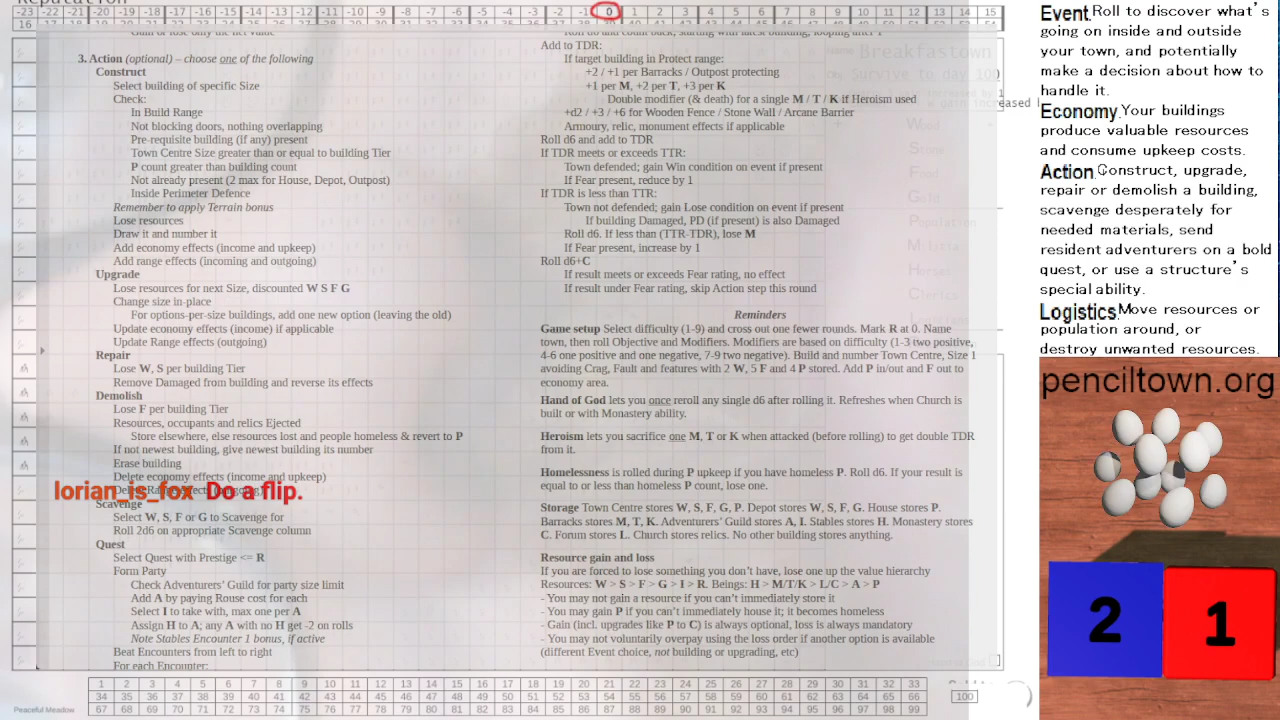 Reputation
-23 -22 -21 -20 -19 -18 -17 -16 -15 -14 -13 -12 -11 -10 -9 -8 -7 -6 -5 -4 -3 -2 -1 0 1 2 3 4 5 6 7 8 9 10 11 12 13 14 15
3. Action (optional) – choose one of the following
Construct
Select building of specific Size
Check:
In Build Range
Not blocking doors, nothing overlapping
Pre-requisite building (if any) present
Town Centre Size greater than or equal to building Tier
P count greater than building count
Not already present (2 max for House, Depot, Outpost)
Inside Perimeter Defence
Remember to apply Terrain bonus
Lose resources
Draw it and number it
Add economy effects (income and upkeep)
Add range effects (incoming and outgoing)
Upgrade
Lose resources for next Size, discounted W S F G
Change size in-place
For options-per-size buildings, add one new option (leaving the old)
Update economy effects (income) if applicable
Update Range effects (outgoing)
Repair
Lose W, S per building Tier
Remove Damaged from building and reverse its effects
Demolish
Lose F per building Tier
Resources, occupants and relics Ejected
Store elsewhere, else resources lost and people homeless & revert to P
If not newest building, give newest building its number
Erase building
Delete economy effects (income and upkeep)
lorian_is_fox Do a flip.
Scavenge
Select W, S, F or G to Scavenge for
Roll 2d6 on appropriate Scavenge column
Quest
Select Quest with Prestige <= R
Form Party
Check Adventurers' Guild for party size limit
Add A by paying Rouse cost for each
Select I to take with, max one per A
Assign H to A; any A with no H get -2 on rolls
Note Stables Encounter 1 bonus, if active
Beat Encounters from left to right
For each Encounter:
Add to TDR:
If target building in Protect range:
+2 / +1 per Barracks / Outpost protecting
+1 per M, +2 per T, +3 per K
Double modifier (& death) for a single M / T / K if Heroism used
+d2 / +3 / +6 for Wooden Fence / Stone Wall / Arcane Barrier
Armoury, relic, monument effects if applicable
Roll d6 and add to TDR
If TDR meets or exceeds TTR:
Town defended; gain Win condition on event if present
If Fear present, reduce by 1
If TDR is less than TTR:
Town not defended; gain Lose condition on event if present
If building Damaged, PD (if present) is also Damaged
Roll d6. If less than (TTR-TDR), lose M
If Fear present, increase by 1
Roll d6+C
If result meets or exceeds Fear rating, no effect
If result under Fear rating, skip Action step this round
Reminders
Game setup Select difficulty (1-9) and cross out one fewer rounds. Mark R at 0. Name
town, then roll Objective and Modifiers. Modifiers are based on difficulty (1-3 two positive,
4-6 one positive and one negative, 7-9 two negative). Build and number Town Centre, Size 1
avoiding Crag, Fault and features with 2 W, 5 F and 4 P stored. Add P in/out and F out to
economy area.
Hand of God lets you once reroll any single d6 after rolling it. Refreshes when Church is
built or with Monastery ability.
Heroism lets you sacrifice one M, T or K when attacked (before rolling) to get double TDR
from it.
Homelessness is rolled during P upkeep if you have homeless P. Roll d6. If your result is
equal to or less than homeless P count, lose one.
Storage Town Centre stores W, S, F, G, P. Depot stores W, S, F, G. House stores P.
Barracks stores M, T, K. Adventurers' Guild stores A, I. Stables stores H. Monastery stores
C. Forum stores L. Church stores relics. No other building stores anything.
Resource gain and loss
If you are forced to lose something you don't have, lose one up the value hierarchy
Resources: W > S > F > G > I > R. Beings: H > M/T/K > L/C > A > P
- You may not gain a resource if you can't immediately store it
- You may gain P if you can't immediately house it; it becomes homeless
- Gain (incl. upgrades like P to C) is always optional, loss is always mandatory
- You may not voluntarily overpay using the loss order if another option is available
(different Event choice, not building or upgrading, etc)
Breakfastown
Survive to day 100
Wood
Stone
Food
Gold
Population
Militia
Horses
Clerics
1 2 3 4 5 6 7 8 9 10 11 12 13 14 15 16 17 18 19 20 21 22 23 24 25 26 27 28 29 30 31 32 33
34 35 36 37 38 39 40 41 42 43 44 45 46 47 48 49 50 51 52 53 54 55 56 57 58 59 60 61 62 63 64 65 66 100
67 68 69 70 71 72 73 74 75 76 77 78 79 80 81 82 83 84 85 86 87 88 89 90 91 92 93 94 95 96 97 98 99
Peaceful Meadow
Event. Roll to discover what's
going on inside and outside
your town, and potentially
make a decision about how to
handle it.
Economy. Your buildings
produce valuable resources
and consume upkeep costs.
Action. Construct, upgrade,
repair or demolish a building,
scavenge desperately for
needed materials, send
resident adventurers on a bold
quest, or use a structure's
special ability.
Logistics. Move resources or
population around, or
destroy unwanted resources.
penciltown.org
2 1